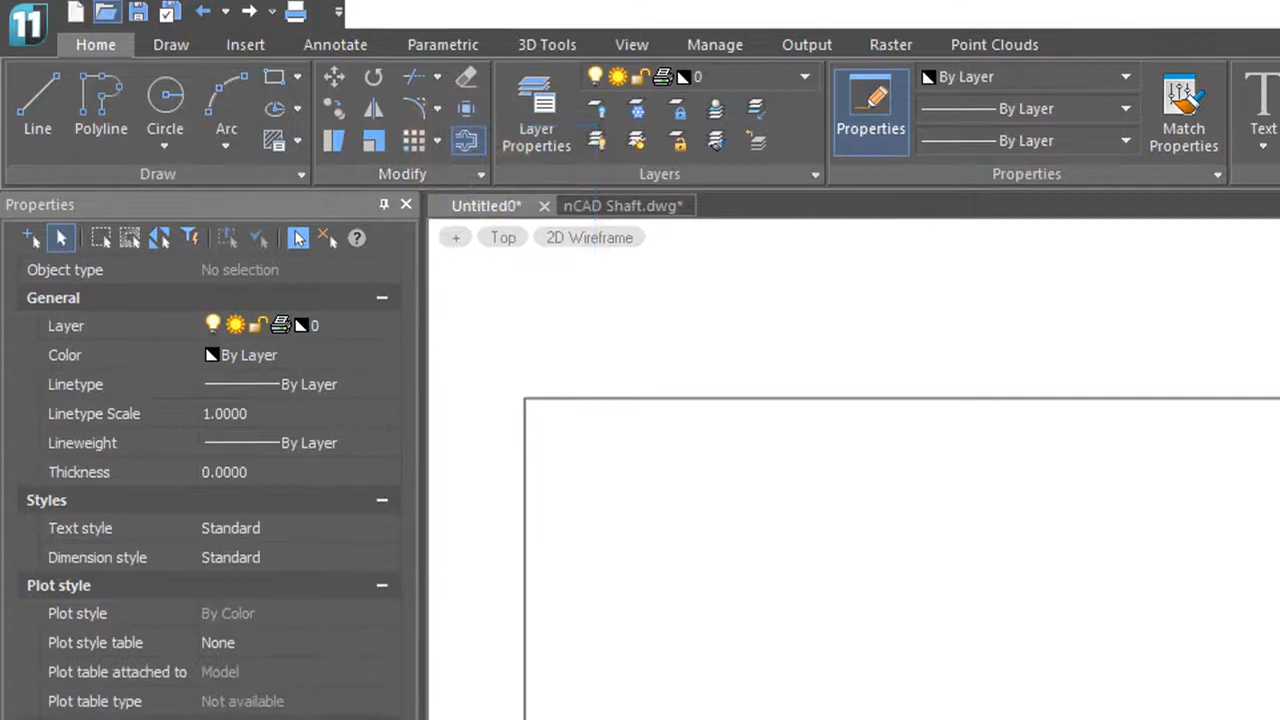 11
Home Draw Insert Annotate Parametric 3D Tools View Manage Output Raster Point Clouds
0 By Layer
Line Polyline Circle Arc Layer Properties By Layer Properties Match Properties Text
By Layer
Draw Modify Layers Properties
Properties Untitled0* nCAD Shaft.dwg*
+ Top 2D Wireframe
Object type No selection
General
Layer 0
Color By Layer
Linetype By Layer
Linetype Scale 1.0000
Lineweight By Layer
Thickness 0.0000
Styles
Text style Standard
Dimension style Standard
Plot style
Plot style By Color
Plot style table None
Plot table attached to Model
Plot table type Not available